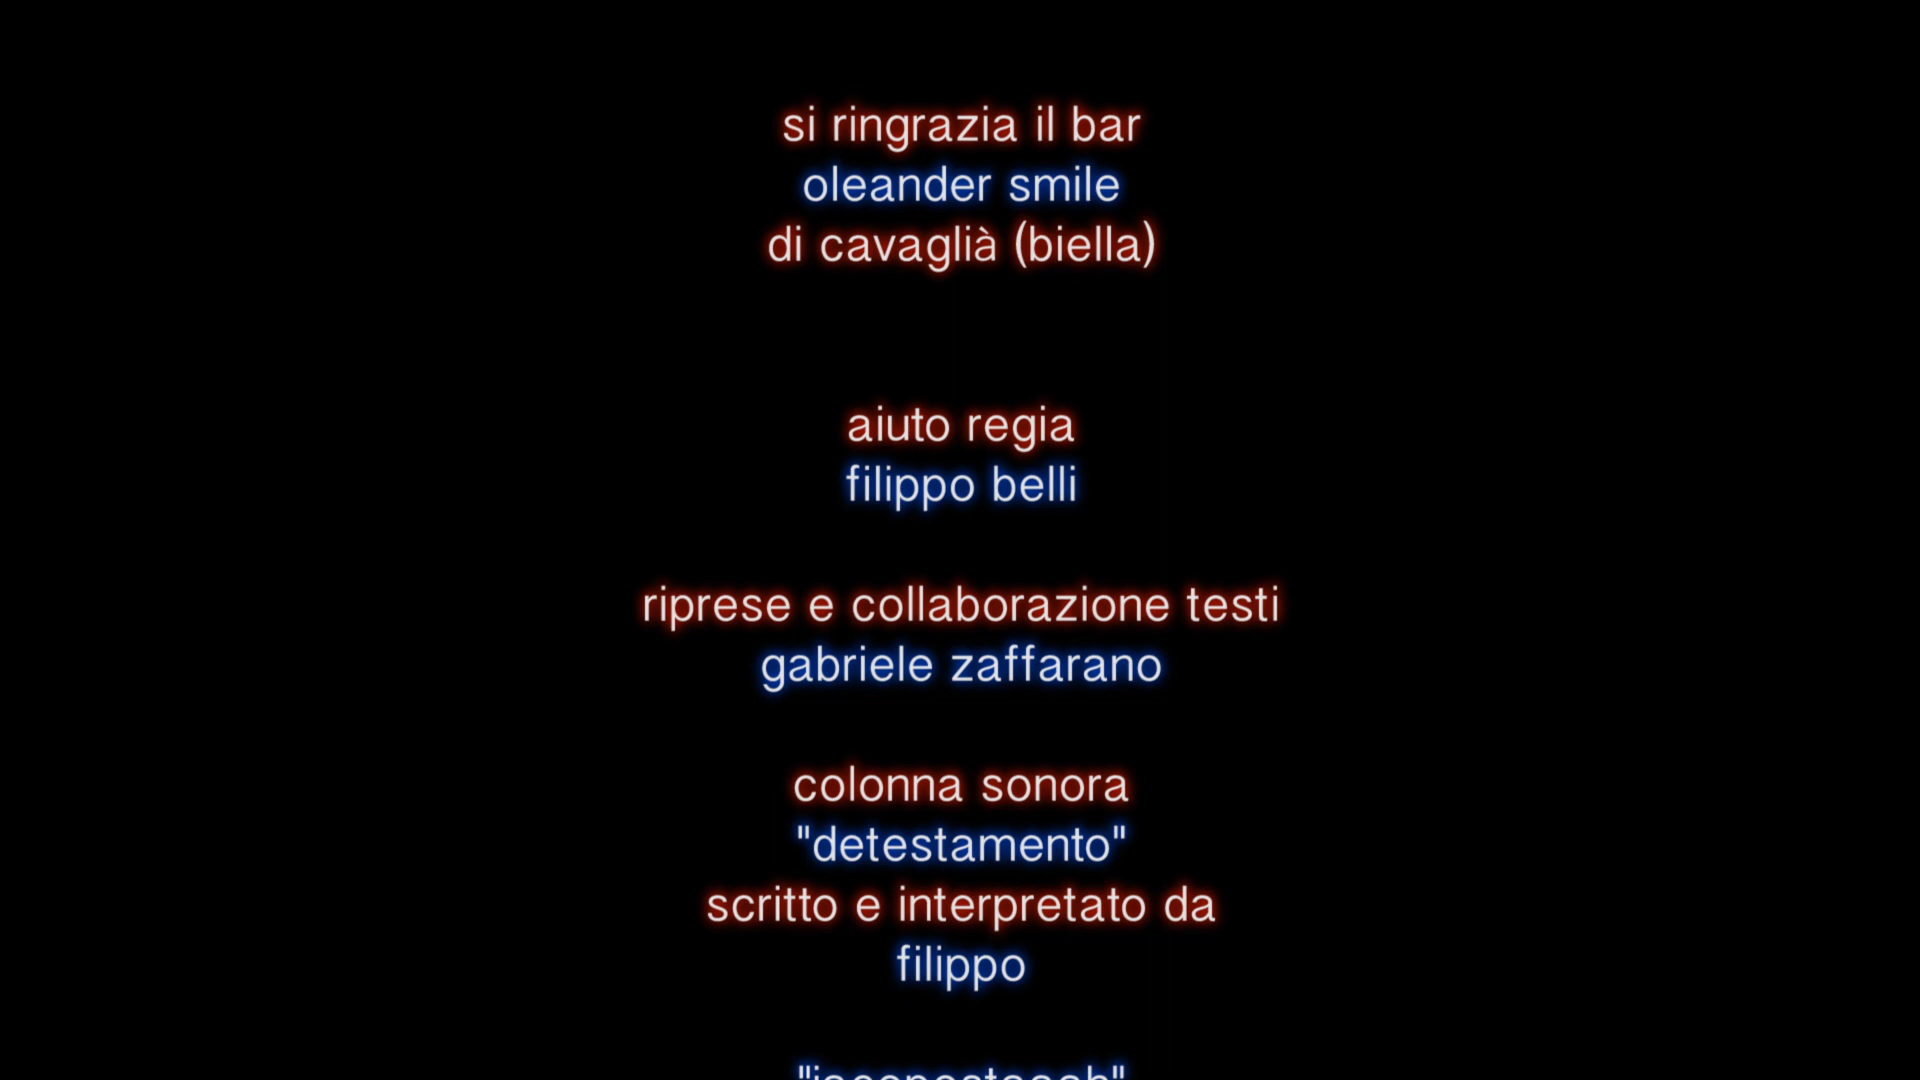 si ringrazia il bar
oleander smile
di cavaglià (biella)
aiuto regia
filippo belli
riprese e collaborazione testi
gabriele zaffarano
colonna sonora
"detestamento"
scritto e interpretato da
filippo